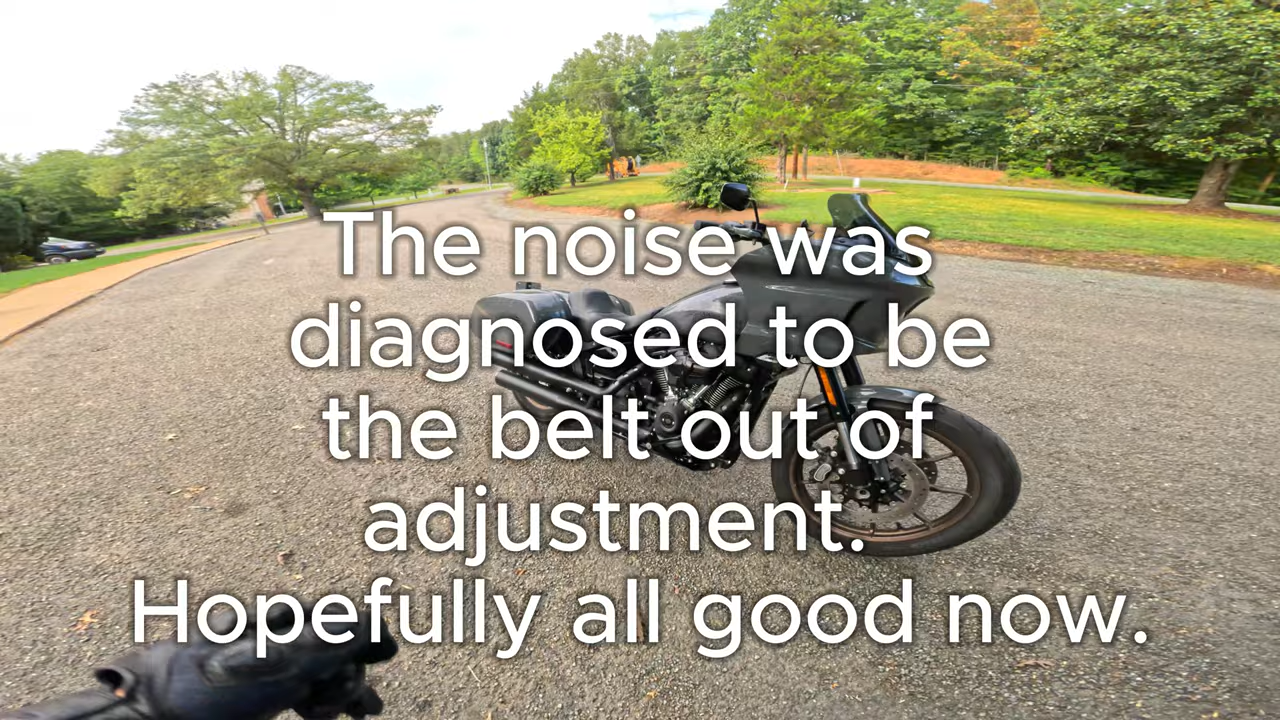 The noise was
diagnosed to be
the belt out of
adjustment.
Hopefully all good now.